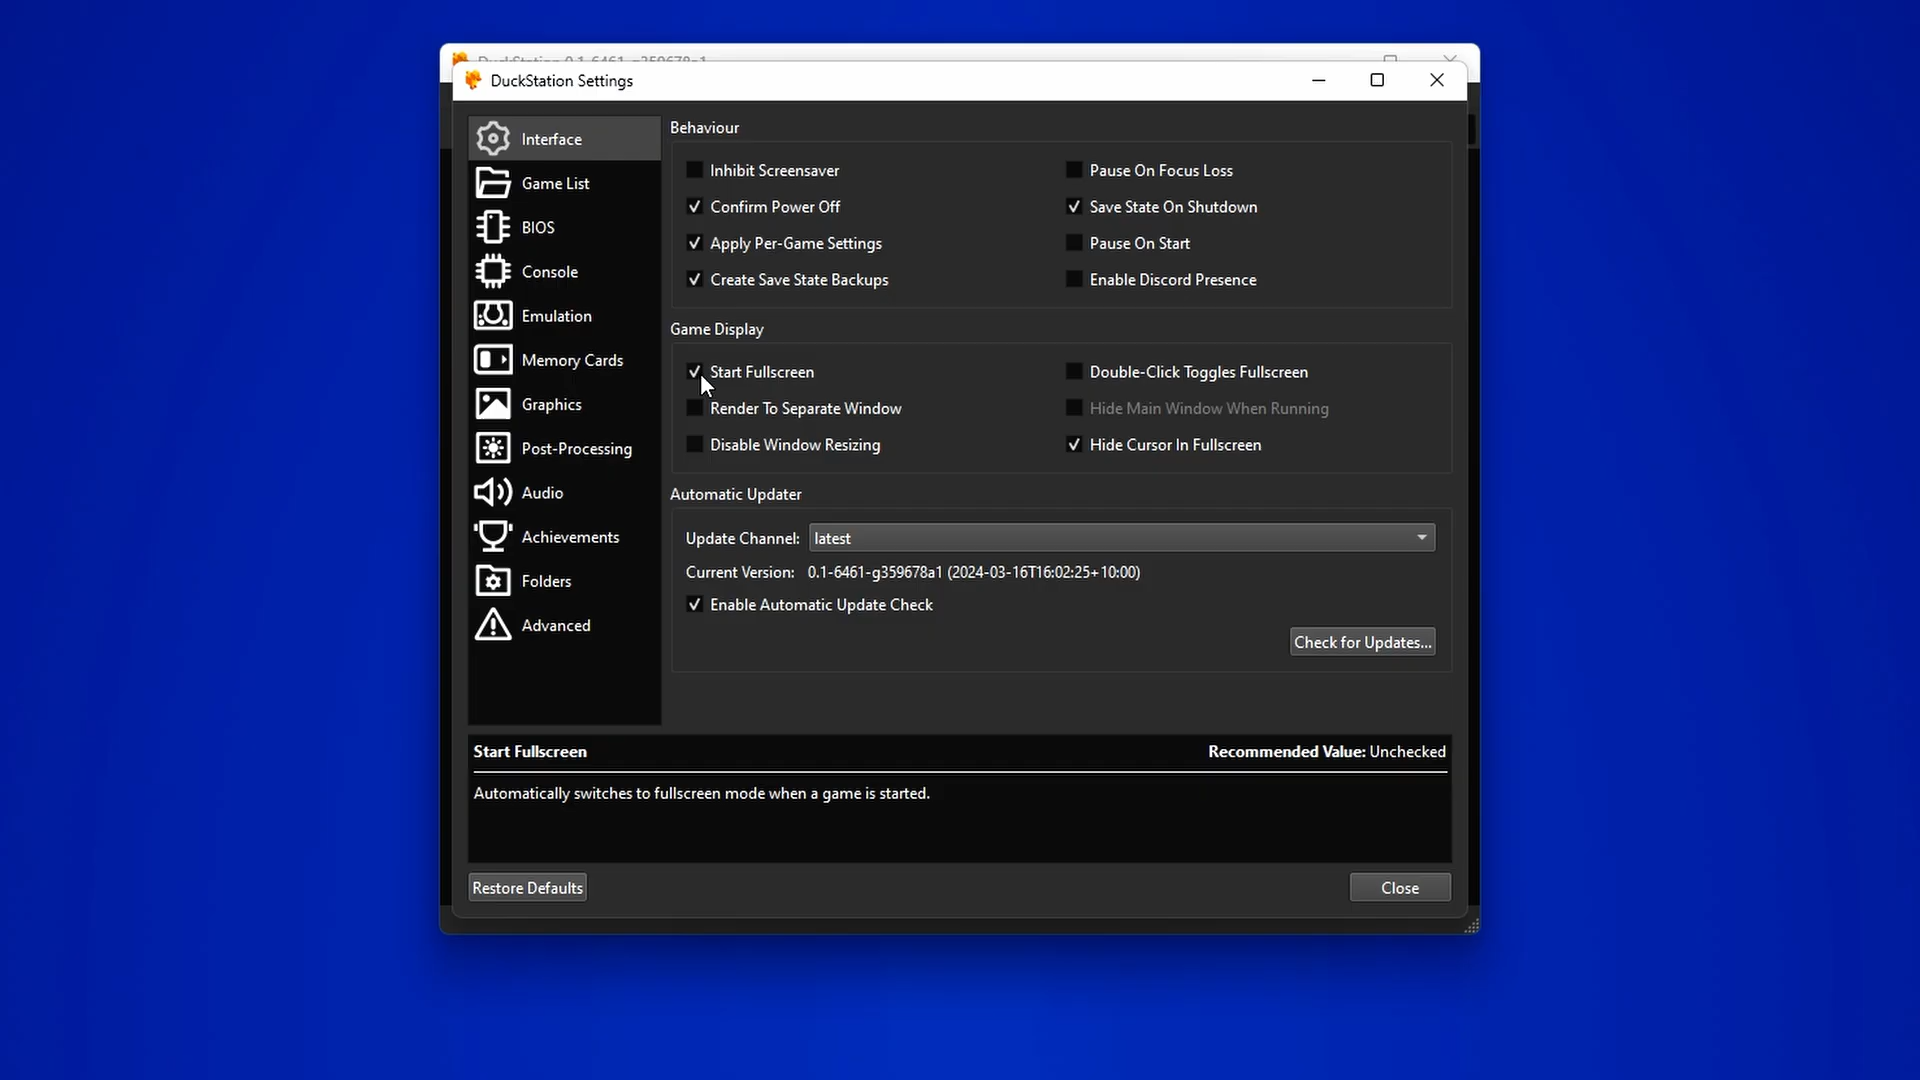 DuckStation 0.1-6461-g359678a1
DuckStation Settings
Interface
Game List
BIOS
Console
Emulation
Memory Cards
Graphics
Post-Processing
Audio
Achievements
Folders
Advanced
Behaviour
Inhibit Screensaver
Pause On Focus Loss
Confirm Power Off
Save State On Shutdown
Apply Per-Game Settings
Pause On Start
Create Save State Backups
Enable Discord Presence
Game Display
Start Fullscreen
Double-Click Toggles Fullscreen
Render To Separate Window
Hide Main Window When Running
Disable Window Resizing
Hide Cursor In Fullscreen
Automatic Updater
Update Channel: latest
Current Version: 0.1-6461-g359678a1 (2024-03-16T16:02:25+10:00)
Enable Automatic Update Check
Check for Updates...
Start Fullscreen
Recommended Value: Unchecked
Automatically switches to fullscreen mode when a game is started.
Restore Defaults
Close